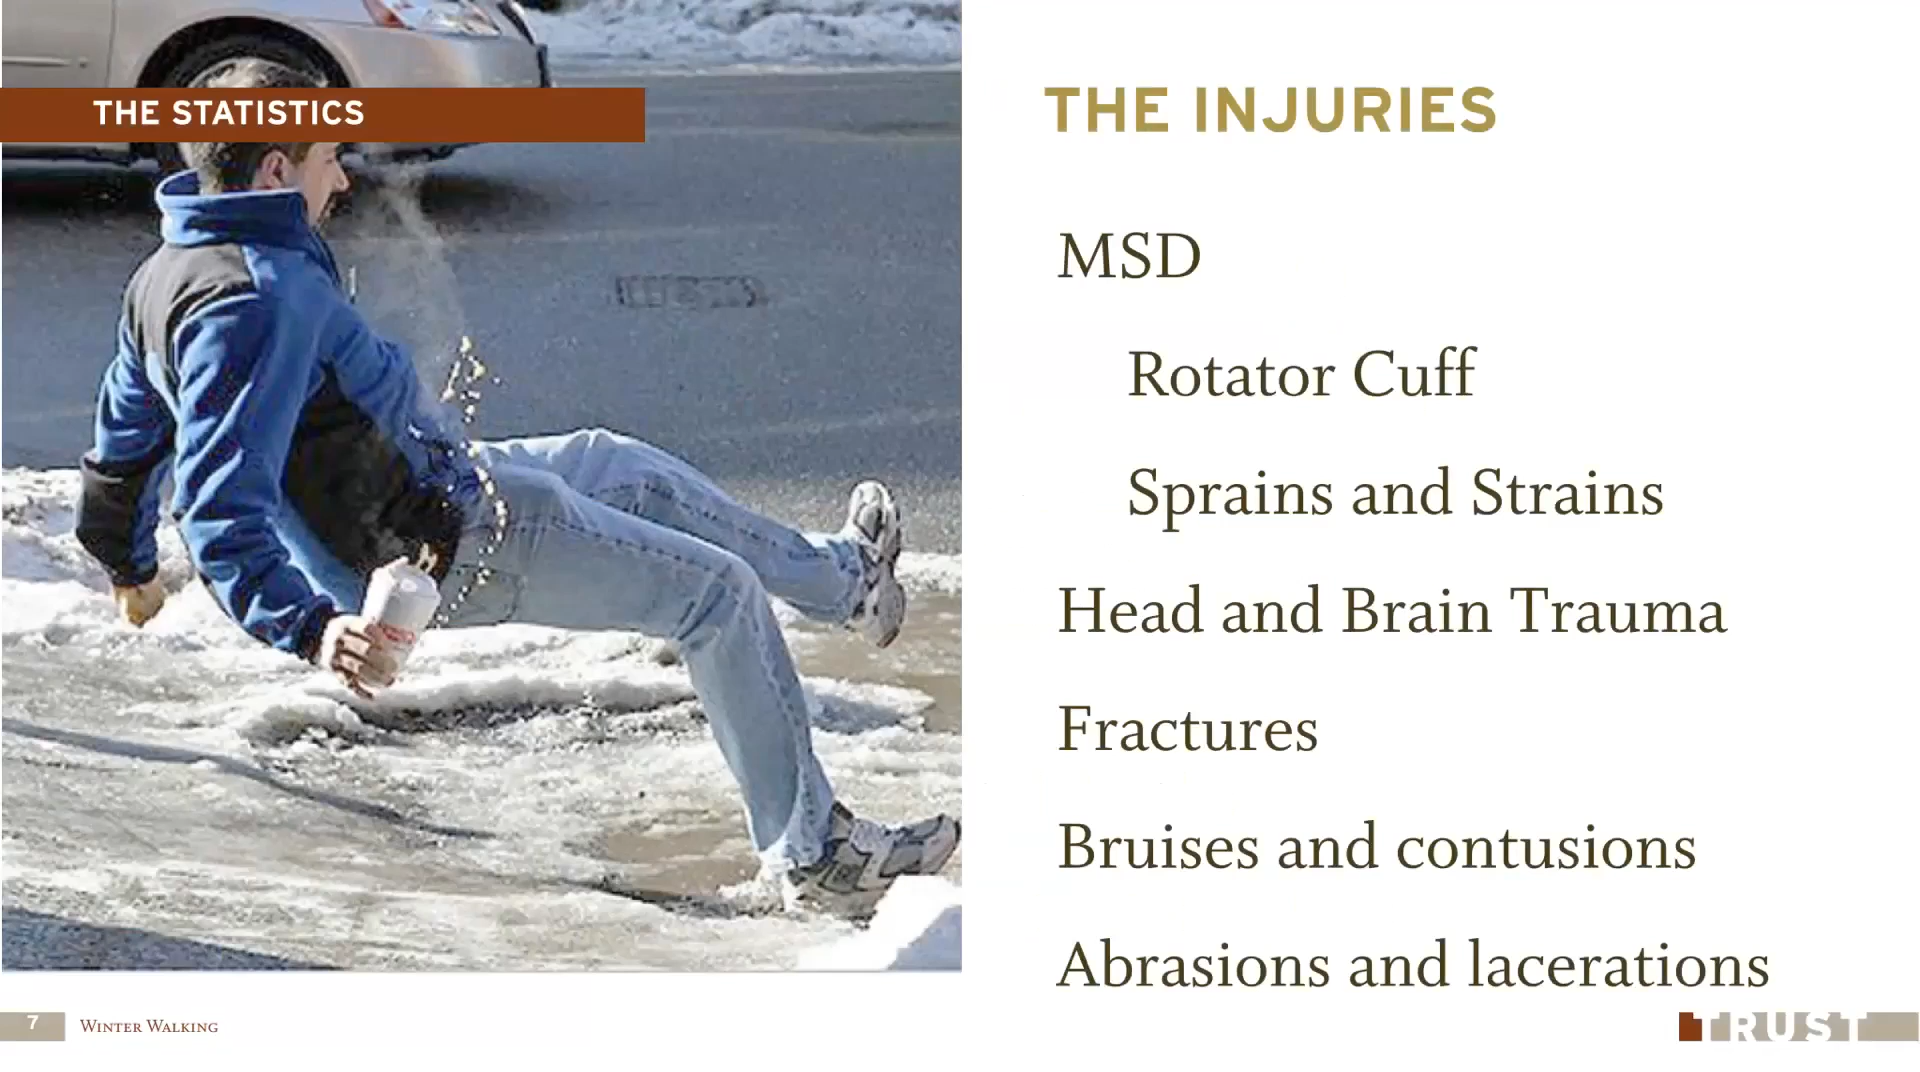 THE STATISTICS
THE INJURIES
MSD
Rotator Cuff
Sprains and Strains
Head and Brain Trauma
Fractures
Bruises and contusions
Abrasions and lacerations
7
Winter Walking
TRUST